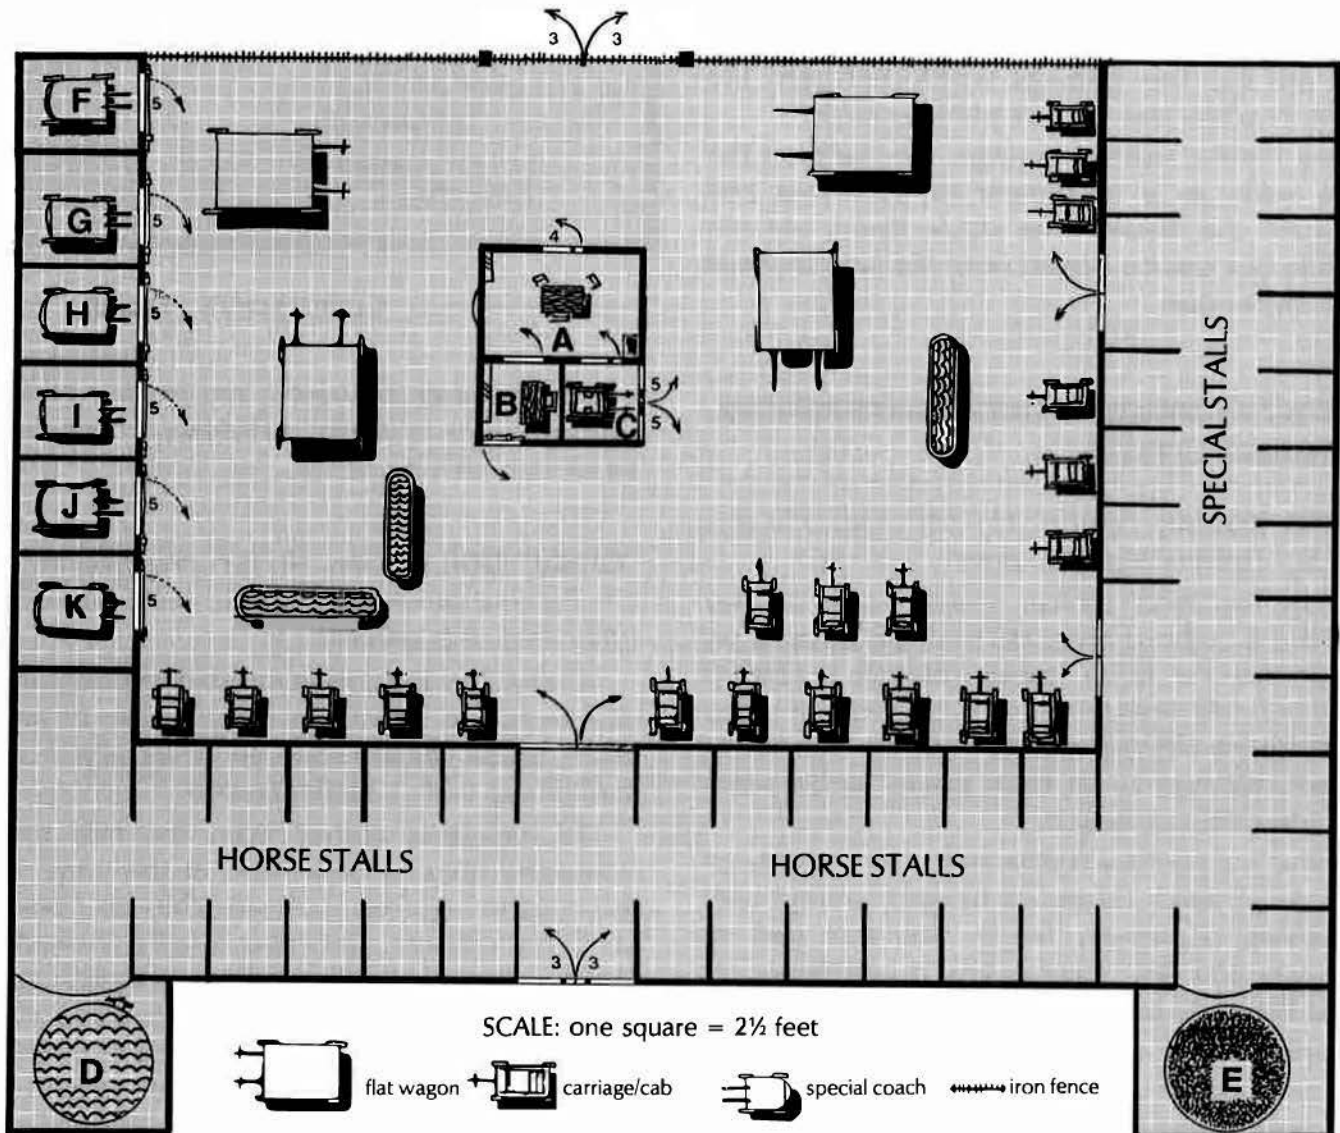 3 3
F
5
G
5
H
5
I
5
J
5
K
5
4
A
B
C
5
5
SPECIAL STALLS
HORSE STALLS
HORSE STALLS
3 3
D
E
SCALE: one square = 2½ feet
flat wagon
carriage/cab
special coach
iron fence